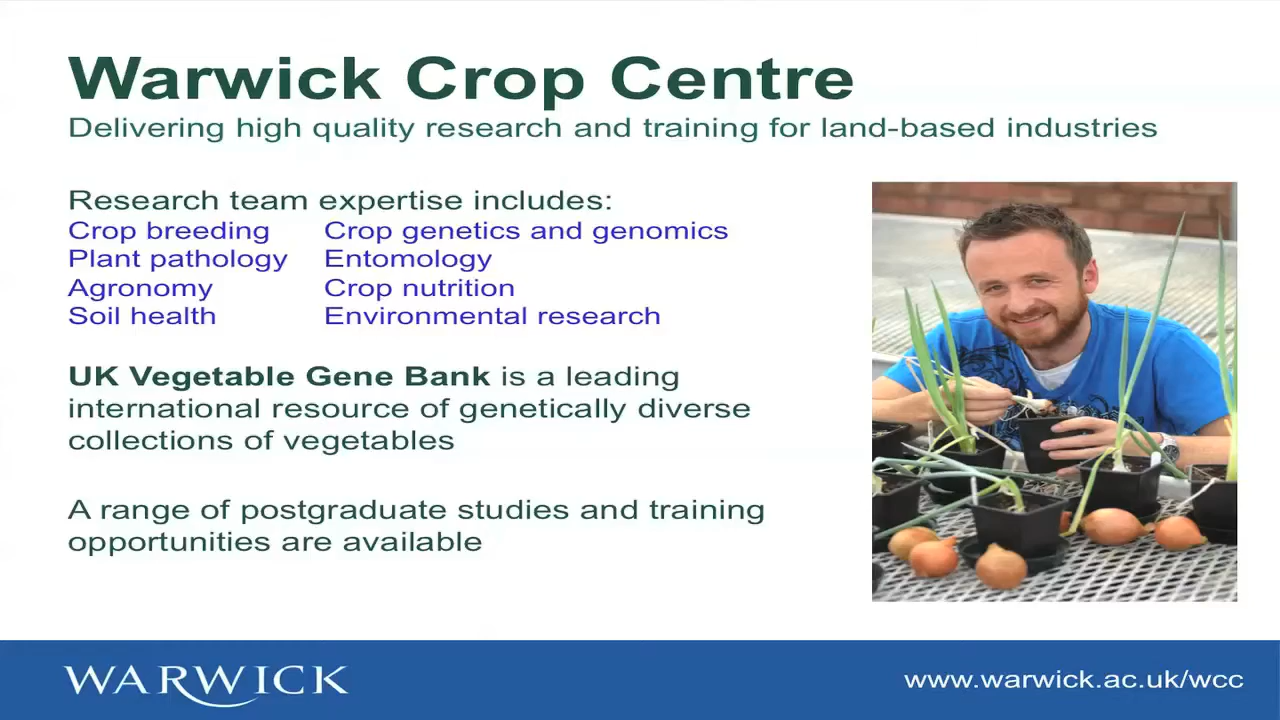 Warwick Crop Centre
Delivering high quality research and training for land-based industries
Research team expertise includes:
Crop breeding Crop genetics and genomics
Plant pathology Entomology
Agronomy Crop nutrition
Soil health Environmental research
UK Vegetable Gene Bank is a leading
international resource of genetically diverse
collections of vegetables
A range of postgraduate studies and training
opportunities are available
WARWICK
www.warwick.ac.uk/wcc